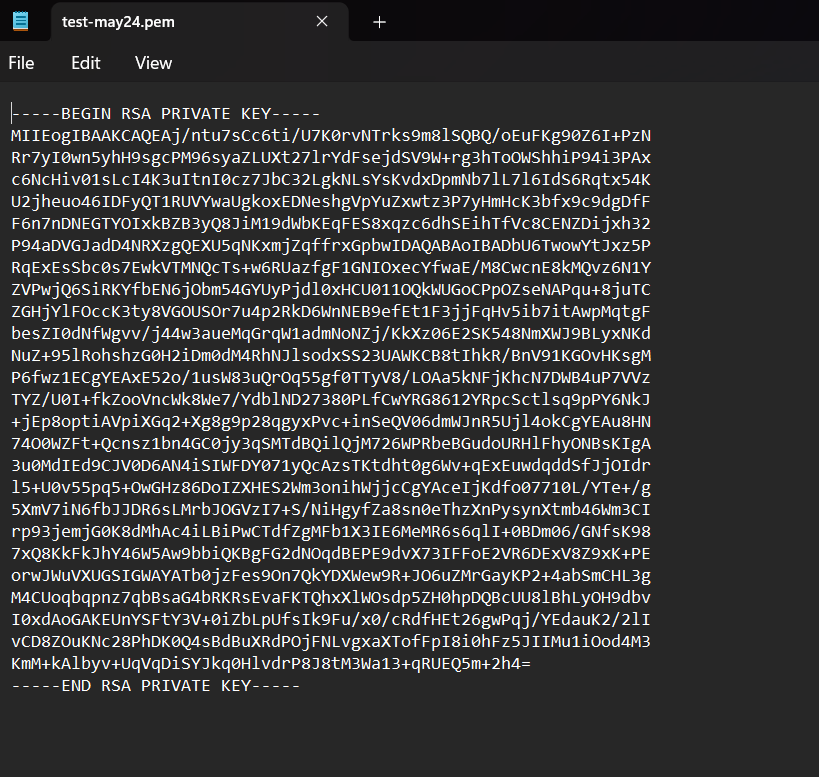 test-may24.pem
File Edit View
-----BEGIN RSA PRIVATE KEY-----
MIIEogIBAAKCAQEAj/ntu7sCc6ti/U7K0rvNTrks9m8lSQBQ/oEuFKg90Z6I+PzN
Rr7yI0wn5yhH9sgcPM96syaZLUXt27lrYdFsejdSV9W+rg3hToOWShhiP94i3PAx
c6NcHiv01sLcI4K3uItnI0cz7JbC32LgkNLsYsKvdxDpmNb7lL7l6IdS6Rqtx54K
U2jheuo46IDFyQT1RUVYwaUgkoxEDNeshgVpYuZxwtz3P7yHmHcK3bfx9c9dgDfF
F6n7nDNEGTYOIxkBZB3yQ8JiM19dWbKEqFES8xqzc6dhSEihTfVc8CENZDijxh32
P94aDVGJadD4NRXzgQEXU5qNKxmjZqffrxGpbwIDAQABAoIBADbU6TwowYtJxz5P
RqExEsSbc0s7EwkVTMNQcTs+w6RUazfgF1GNIOxecYfwaE/M8CwcnE8kMQvz6N1Y
ZVPwjQ6SiRKYfbEN6jObm54GYUyPjdl0xHCU011OQkWUGoCPpOZseNAPqu+8juTC
ZGHjYlFOccK3ty8VGOUSOr7u4p2RkD6WnNEB9efEt1F3jjFqHv5ib7itAwpMqtgF
besZI0dNfWgvv/j44w3aueMqGrqW1admNoNZj/KkXz06E2SK548NmXWJ9BLyxNKd
NuZ+95lRohshzG0H2iDm0dM4RhNJlsodxSS23UAWKCB8tIhkR/BnV91KGOvHKsgM
P6fwz1ECgYEAxE52o/1usW83uQrOq55gf0TTyV8/LOAa5kNFjKhcN7DWB4uP7VVz
TYZ/U0I+fkZooVncWk8We7/YdblND27380PLfCwYRG8612YRpcSctlsq9pPY6NkJ
+jEp8optiAVpiXGq2+Xg8g9p28qgyxPvc+inSeQV06dmWJnR5Ujl4okCgYEAu8HN
74O0WZFt+Qcnsz1bn4GC0jy3qSMTdBQilQjM726WPRbeBGudoURHlFhyONBsKIgA
3u0MdIEd9CJV0D6AN4iSIWFDY071yQcAzsTKtdht0g6Wv+qExEuwdqddSfJjOIdr
l5+U0v55pq5+OwGHz86DoIZXHES2Wm3onihWjjcCgYAceIjKdfo07710L/YTe+/g
5XmV7iN6fbJJDR6sLMrbJOGVzI7+S/NiHgyfZa8sn0eThzXnPysynXtmb46Wm3CI
rp93jemjG0K8dMhAc4iLBiPwCTdfZgMFb1X3IE6MeMR6s6qlI+0BDm06/GNfsK98
7xQ8KkFkJhY46W5Aw9bbiQKBgFG2dNOqdBEPE9dvX73IFFoE2VR6DExV8Z9xK+PE
orwJWuVXUGSIGWAYATb0jzFes9On7QkYDXWew9R+JO6uZMrGayKP2+4abSmCHL3g
M4CUoqbqpnz7qbBsaG4bRKRsEvaFKTQhxXlWOsdp5ZH0hpDQBcUU8lBhLyOH9dbv
I0xdAoGAKEUnYSFtY3V+0iZbLpUfsIk9Fu/x0/cRdfHEt26gwPqj/YEdauK2/2lI
vCD8ZOuKNc28PhDK0Q4sBdBuXRdPOjFNLvgxaXTofFpI8i0hFz5JIIMu1iOod4M3
KmM+kAlbyv+UqVqDiSYJkq0HlvdrP8J8tM3Wa13+qRUEQ5m+2h4=
-----END RSA PRIVATE KEY-----